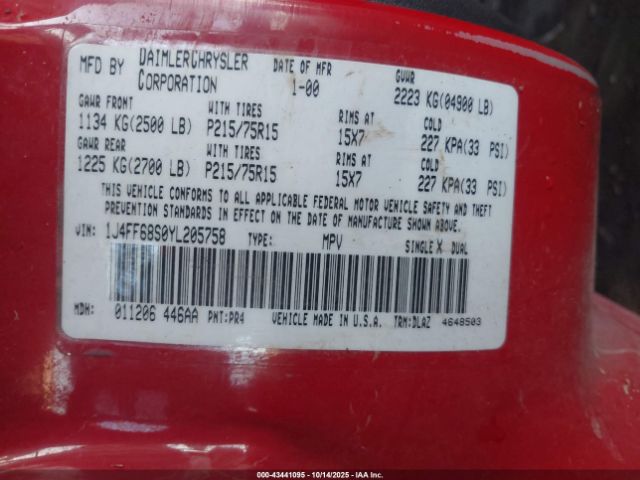 MFD BY DAIMLERCHRYSLER CORPORATION DATE OF MFR 1-00 GVWR 2223 KG(04900 LB)
GAWR FRONT WITH TIRES RIMS AT COLD
1134 KG(2500 LB) P215/75R15 15X7 227 KPA(33 PSI)
GAWR REAR WITH TIRES RIMS AT COLD
1225 KG(2700 LB) P215/75R15 15X7 227 KPA(33 PSI)
THIS VEHICLE CONFORMS TO ALL APPLICABLE FEDERAL MOTOR VEHICLE SAFETY AND THEFT
PREVENTION STANDARDS IN EFFECT ON THE DATE OF MANUFACTURE SHOWN ABOVE.
VIN: 1J4FF68S0YL205758 TYPE: MPV SINGLE X DUAL
MDH: 011206 446AA PNT:PR4 VEHICLE MADE IN U.S.A. TRM:DLAZ 4648503
000-43441095 - 10/14/2025 - IAA Inc.